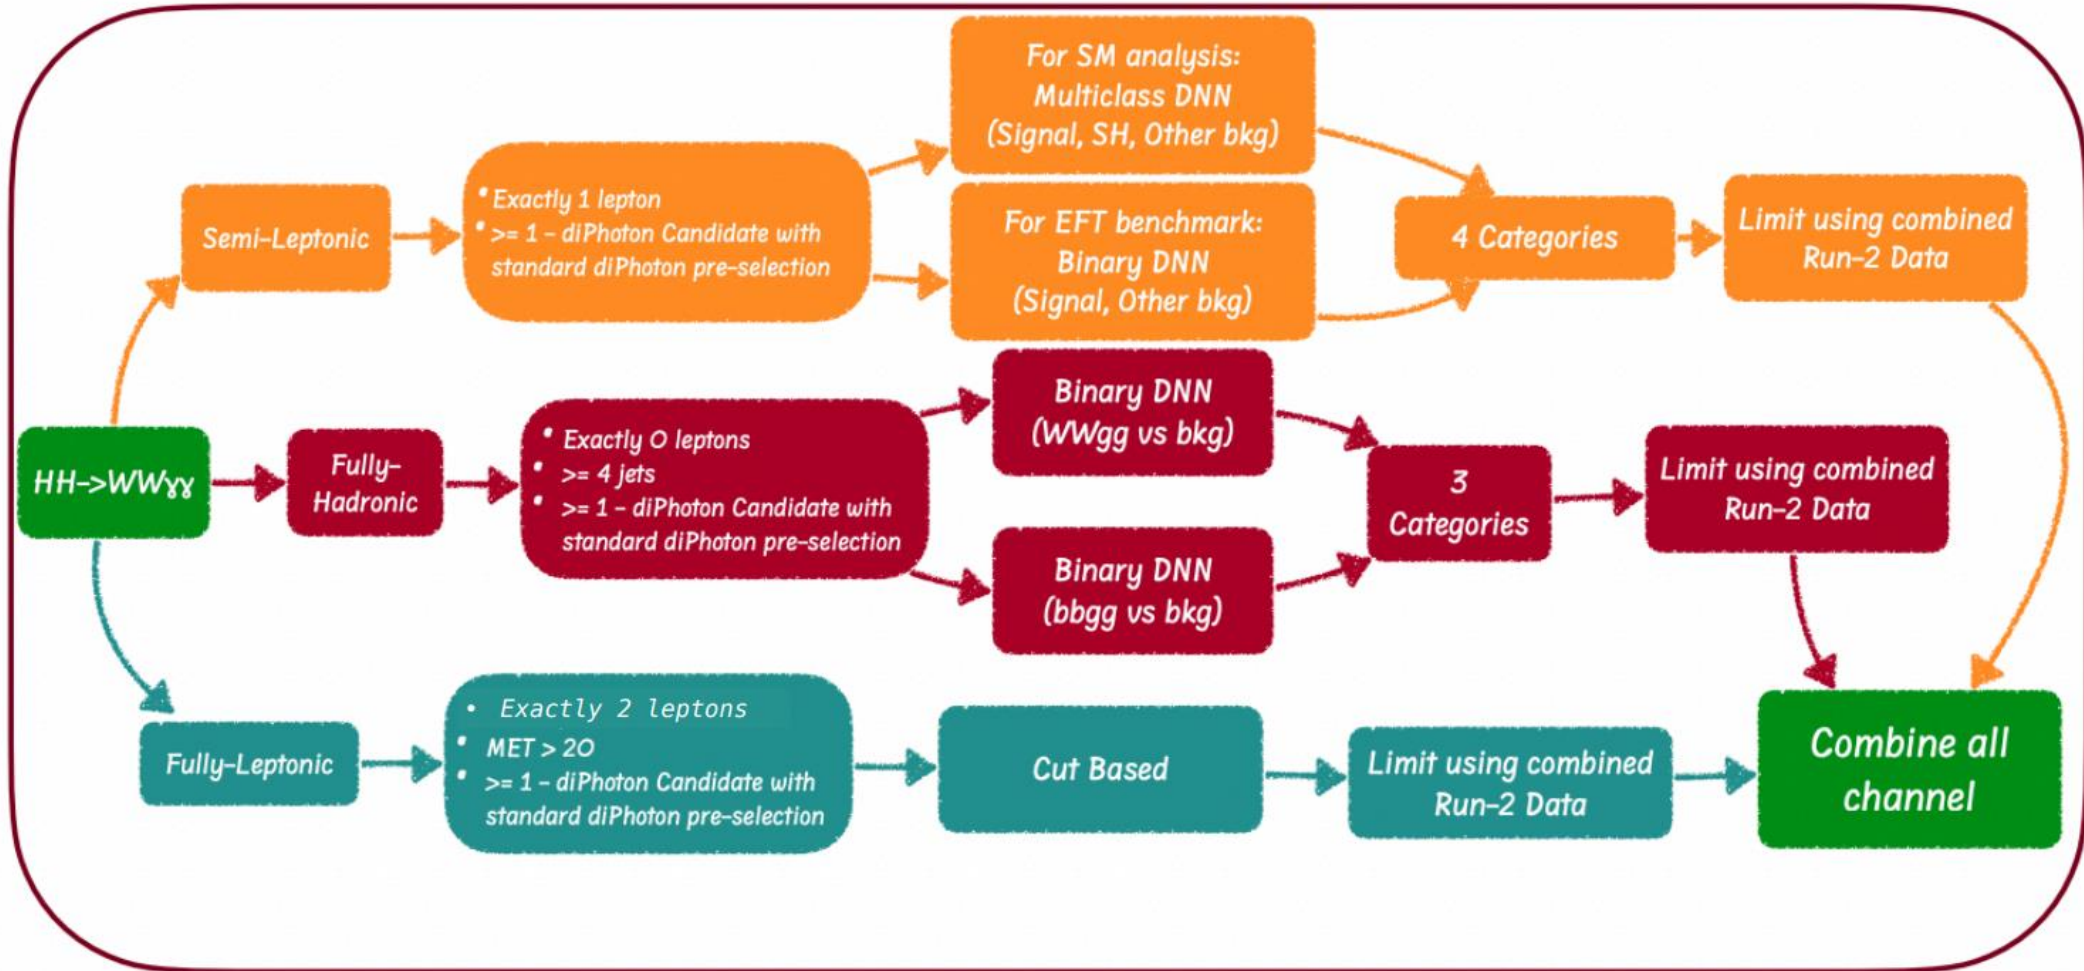 For SM analysis:
Multiclass DNN
(Signal, SH, Other bkg)
• Exactly 1 lepton
• >= 1 - diPhoton Candidate with
standard diPhoton pre-selection
Semi-Leptonic
For EFT benchmark:
Binary DNN
(Signal, Other bkg)
4 Categories
Limit using combined
Run-2 Data
HH->WWγγ
Fully-
Hadronic
• Exactly 0 leptons
• >= 4 jets
• >= 1 - diPhoton Candidate with
standard diPhoton pre-selection
Binary DNN
(WWgg vs bkg)
Binary DNN
(bbgg vs bkg)
3
Categories
Limit using combined
Run-2 Data
Fully-Leptonic
• Exactly 2 leptons
• MET > 20
• >= 1 - diPhoton Candidate with
standard diPhoton pre-selection
Cut Based
Limit using combined
Run-2 Data
Combine all
channel